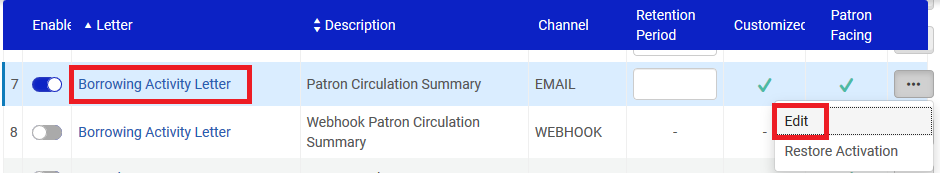 Enable Letter Description Channel Retention Period Customized Patron Facing
7 Borrowing Activity Letter Patron Circulation Summary EMAIL ...
8 Borrowing Activity Letter Webhook Patron Circulation Summary WEBHOOK - -
Edit
Restore Activation